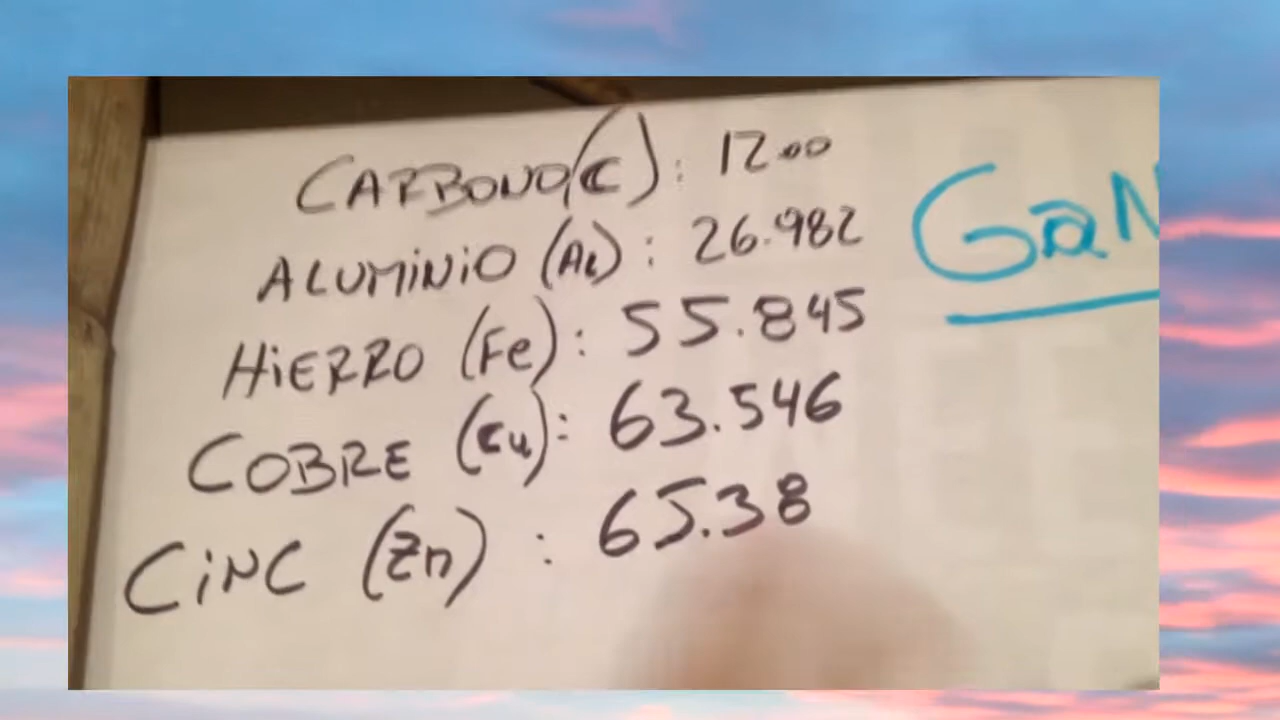 CARBONO(C): 12.00
ALUMINIO (AL): 26.982
HIERRO (Fe): 55.845
COBRE (Cu): 63.546
CINC (Zn) : 65.38
GaN